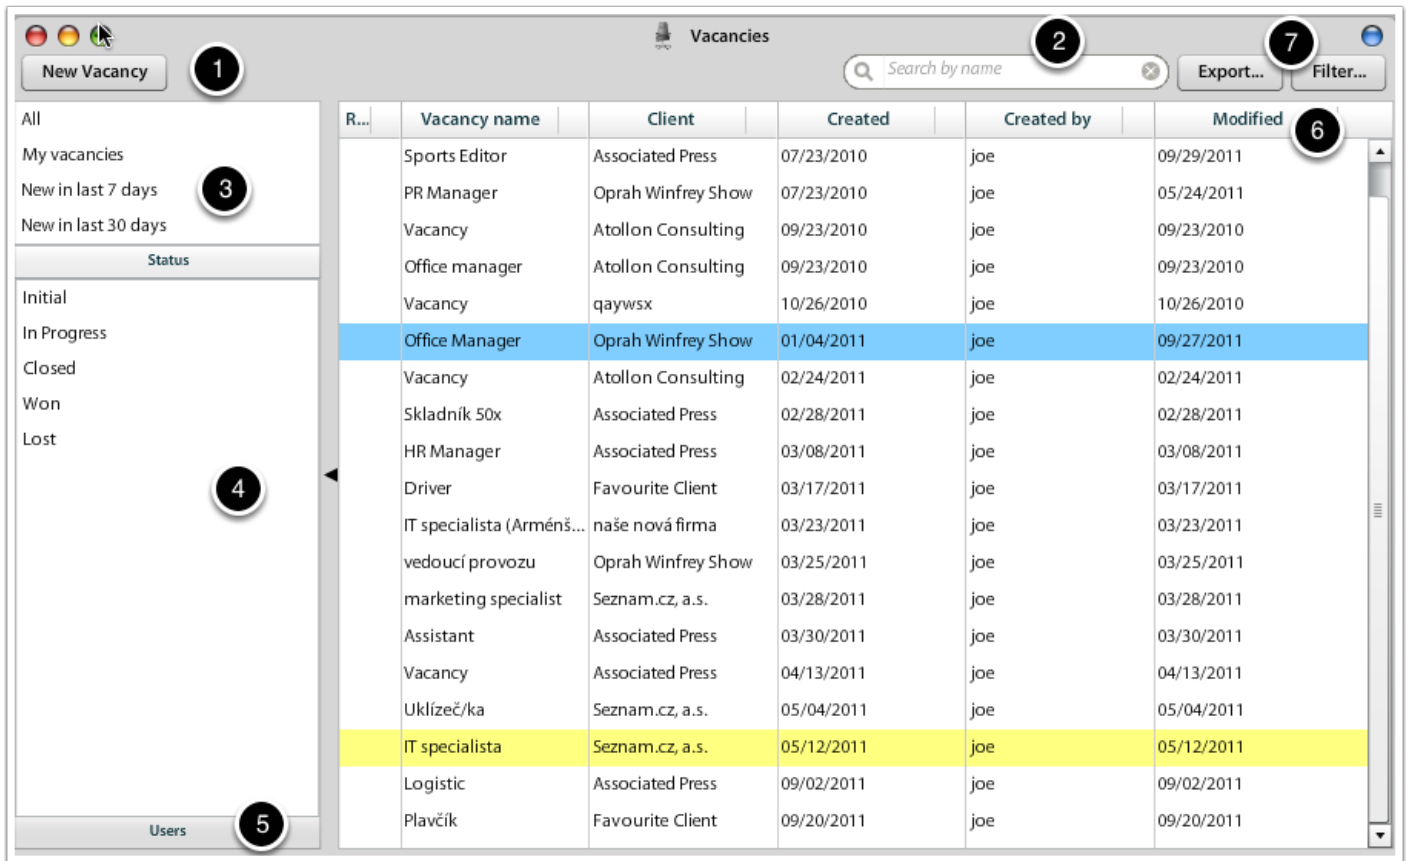 Vacancies
New Vacancy 1 Search by name 2 Export... 7 Filter...
All
My vacancies
New in last 7 days 3
New in last 30 days
Status
Initial
In Progress
Closed
Won
Lost
4
Users 5
R... Vacancy name Client Created Created by Modified 6
Sports Editor Associated Press 07/23/2010 joe 09/29/2011
PR Manager Oprah Winfrey Show 07/23/2010 joe 05/24/2011
Vacancy Atollon Consulting 09/23/2010 joe 09/23/2010
Office manager Atollon Consulting 09/23/2010 joe 09/23/2010
Vacancy qaywsx 10/26/2010 joe 10/26/2010
Office Manager Oprah Winfrey Show 01/04/2011 joe 09/27/2011
Vacancy Atollon Consulting 02/24/2011 joe 02/24/2011
Skladník 50x Associated Press 02/28/2011 joe 02/28/2011
HR Manager Associated Press 03/08/2011 joe 03/08/2011
Driver Favourite Client 03/17/2011 joe 03/17/2011
IT specialista (Arménš... naše nová firma 03/23/2011 joe 03/23/2011
vedoucí provozu Oprah Winfrey Show 03/25/2011 joe 03/25/2011
marketing specialist Seznam.cz, a.s. 03/28/2011 joe 03/28/2011
Assistant Associated Press 03/30/2011 joe 03/30/2011
Vacancy Associated Press 04/13/2011 joe 04/13/2011
Uklízeč/ka Seznam.cz, a.s. 05/04/2011 joe 05/04/2011
IT specialista Seznam.cz, a.s. 05/12/2011 joe 05/12/2011
Logistic Associated Press 09/02/2011 joe 09/02/2011
Plavčík Favourite Client 09/20/2011 joe 09/20/2011